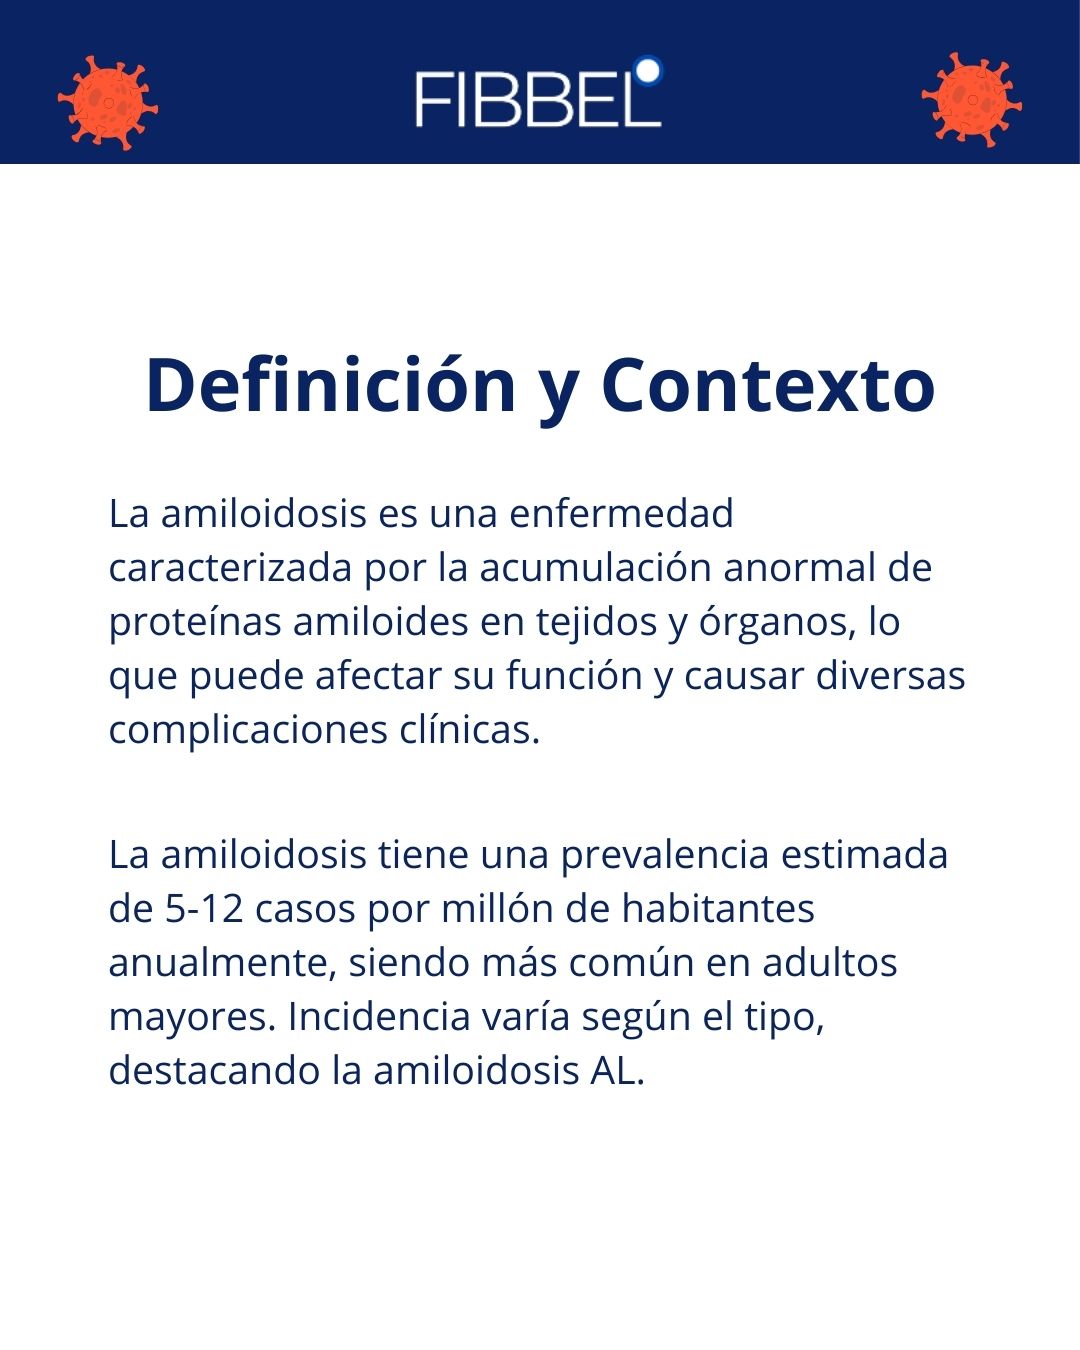 FIBBEL
Definición y Contexto
La amiloidosis es una enfermedad
caracterizada por la acumulación anormal de
proteínas amiloides en tejidos y órganos, lo
que puede afectar su función y causar diversas
complicaciones clínicas.
La amiloidosis tiene una prevalencia estimada
de 5-12 casos por millón de habitantes
anualmente, siendo más común en adultos
mayores. Incidencia varía según el tipo,
destacando la amiloidosis AL.